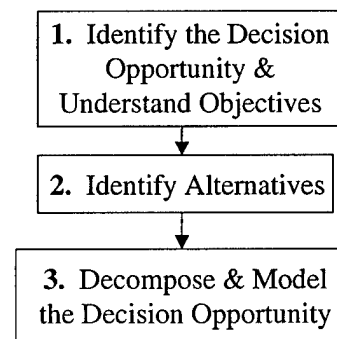 1. Identify the Decision
Opportunity &
Understand Objectives
2. Identify Alternatives
3. Decompose & Model
the Decision Opportunity